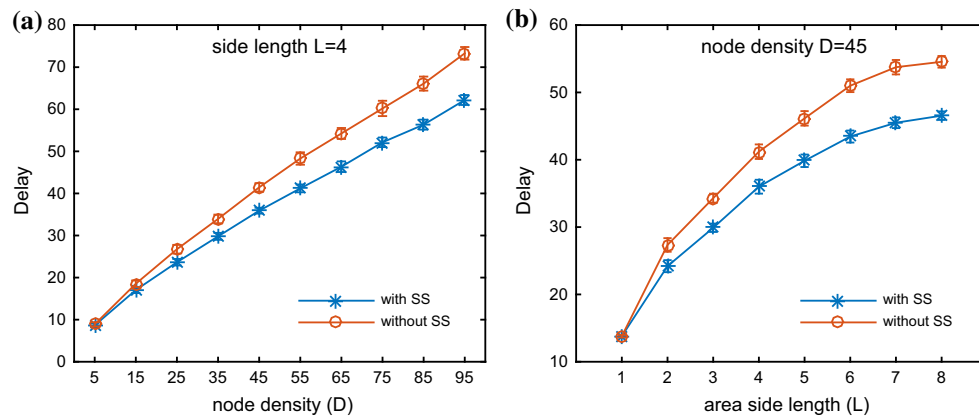 (a)
side length L=4
Delay
80
70
60
50
40
30
20
10
0
with SS
without SS
5 15 25 35 45 55 65 75 85 95
node density (D)
(b)
node density D=45
Delay
60
50
40
30
20
10
with SS
without SS
1 2 3 4 5 6 7 8
area side length (L)